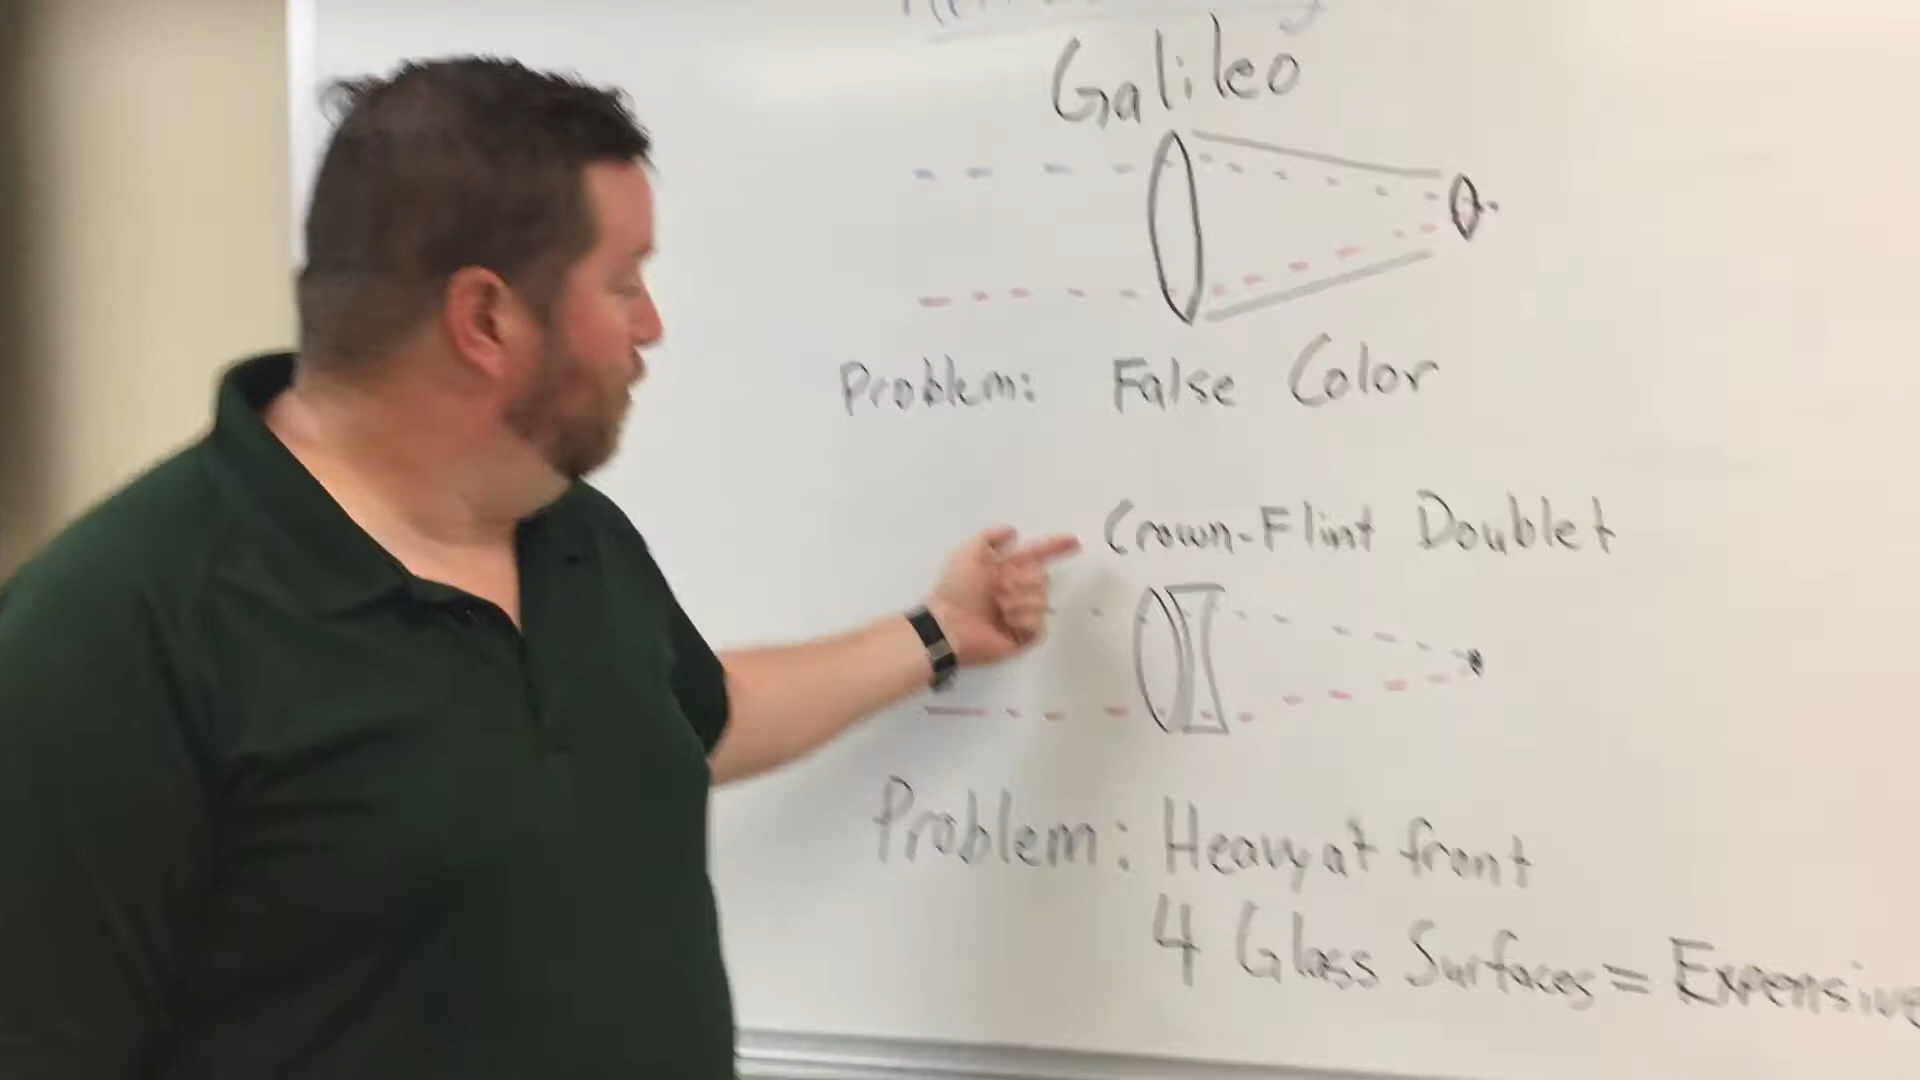 Galileo
Problem: False Color
Crown-Flint Doublet
Problem: Heavy at front
4 Glass Surfaces = Expensive